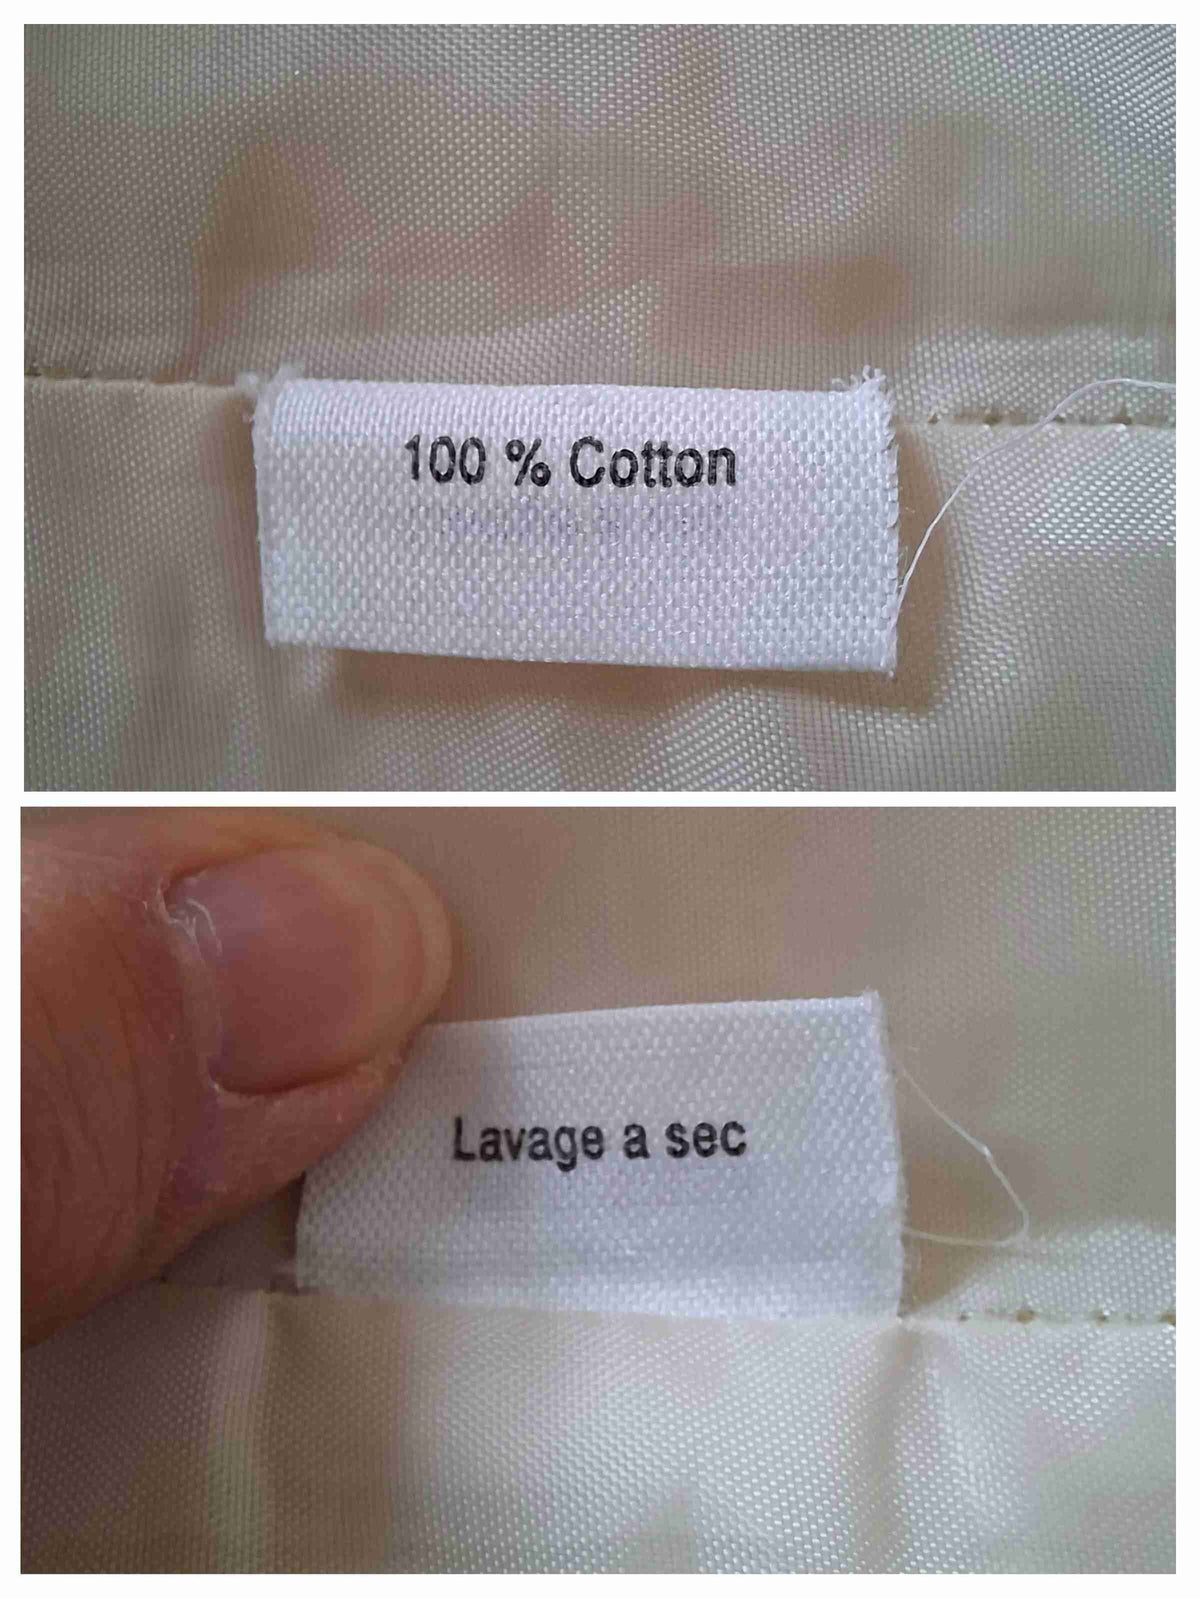 100 % Cotton
Lavage a sec